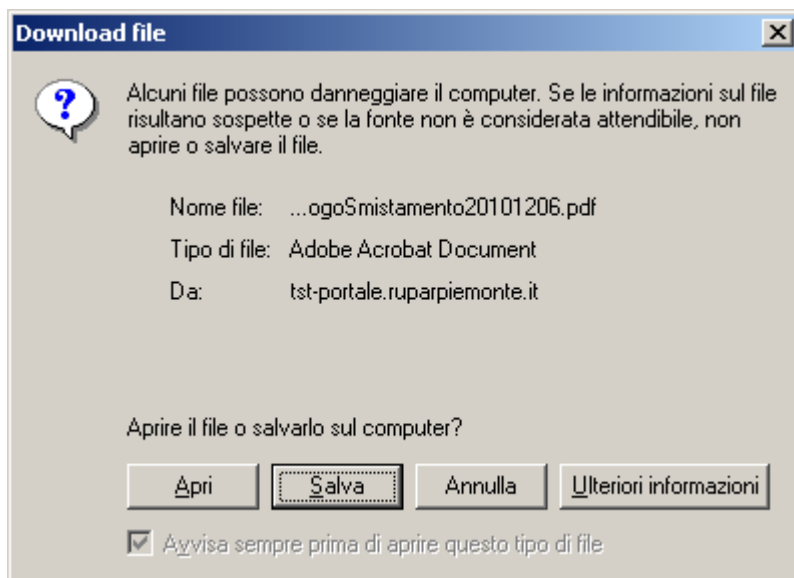 Download file
Alcuni file possono danneggiare il computer. Se le informazioni sul file
risultano sospette o se la fonte non è considerata attendibile, non
aprire o salvare il file.
Nome file: ...ogoSmistamento20101206.pdf
Tipo di file: Adobe Acrobat Document
Da: tst-portale.ruparpiemonte.it
Aprire il file o salvarlo sul computer?
Apri Salva Annulla Ulteriori informazioni
Avvisa sempre prima di aprire questo tipo di file